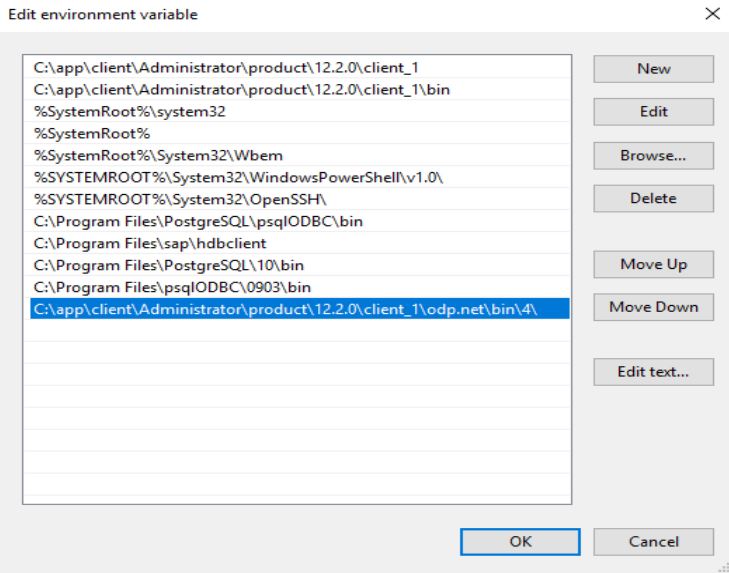 Edit environment variable
C:\app\client\Administrator\product\12.2.0\client_1
C:\app\client\Administrator\product\12.2.0\client_1\bin
%SystemRoot%\system32
%SystemRoot%
%SystemRoot%\System32\Wbem
%SYSTEMROOT%\System32\WindowsPowerShell\v1.0\
%SYSTEMROOT%\System32\OpenSSH\
C:\Program Files\PostgreSQL\psqlODBC\bin
C:\Program Files\sap\hdbclient
C:\Program Files\PostgreSQL\10\bin
C:\Program Files\psqlODBC\0903\bin
C:\app\client\Administrator\product\12.2.0\client_1\odp.net\bin\4\
New
Edit
Browse...
Delete
Move Up
Move Down
Edit text...
OK
Cancel